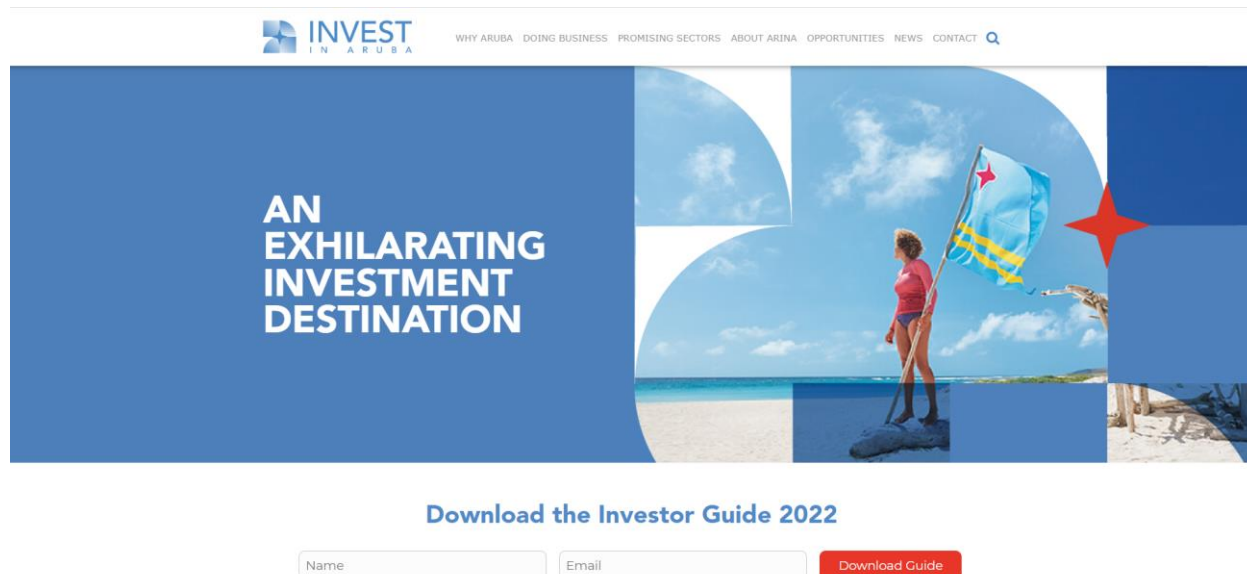 INVEST
IN ARUBA
WHY ARUBA DOING BUSINESS PROMISING SECTORS ABOUT ARINA OPPORTUNITIES NEWS CONTACT
AN
EXHILARATING
INVESTMENT
DESTINATION
Download the Investor Guide 2022
Name Email Download Guide